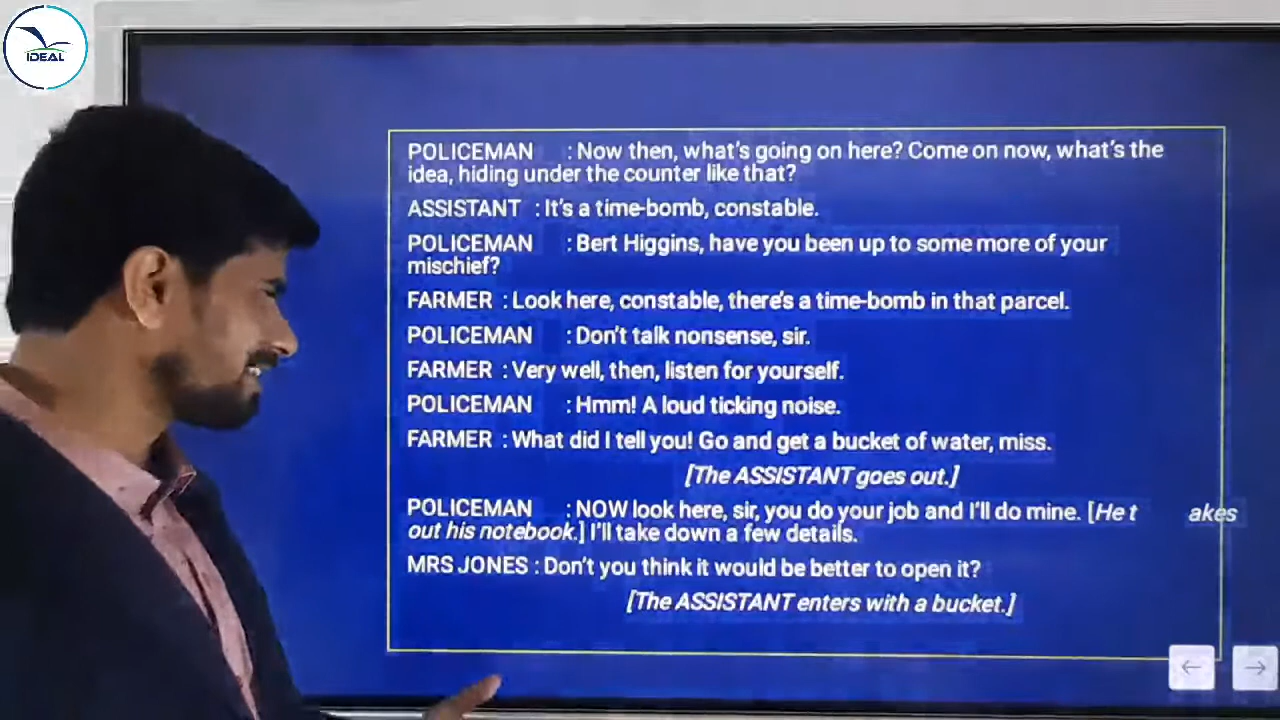 IDEAL
POLICEMAN : Now then, what's going on here? Come on now, what's the
idea, hiding under the counter like that?
ASSISTANT : It's a time-bomb, constable.
POLICEMAN : Bert Higgins, have you been up to some more of your
mischief?
FARMER : Look here, constable, there's a time-bomb in that parcel.
POLICEMAN : Don't talk nonsense, sir.
FARMER : Very well, then, listen for yourself.
POLICEMAN : Hmm! A loud ticking noise.
FARMER : What did I tell you! Go and get a bucket of water, miss.
[The ASSISTANT goes out.]
POLICEMAN : NOW look here, sir, you do your job and I'll do mine. [He t akes
out his notebook.] I'll take down a few details.
MRS JONES : Don't you think it would be better to open it?
[The ASSISTANT enters with a bucket.]